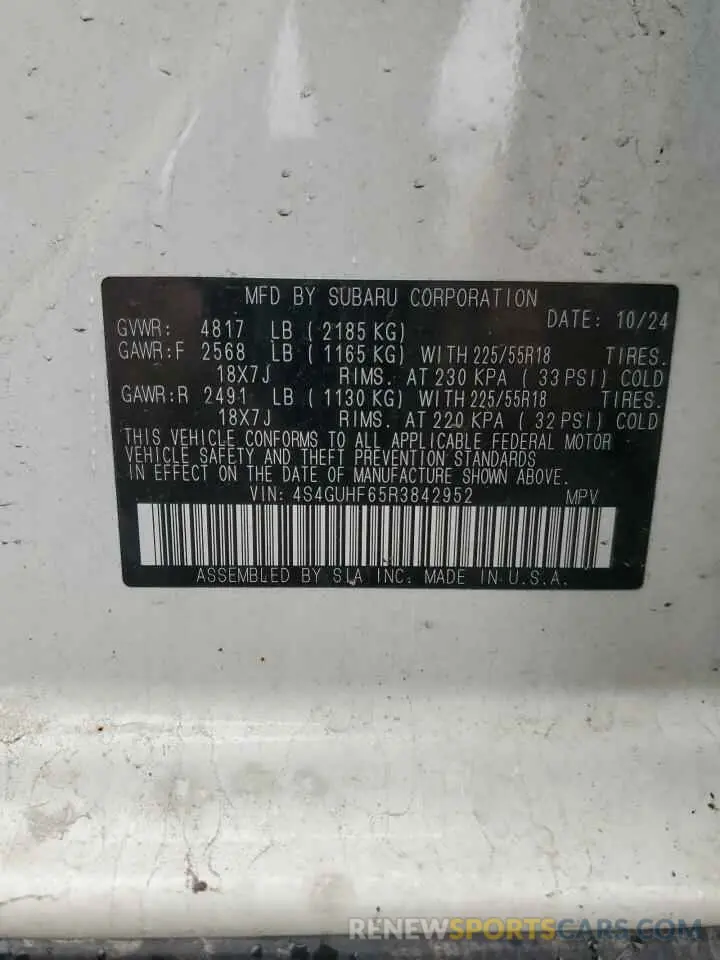 MFD BY SUBARU CORPORATION
DATE: 10/24
GVWR: 4817 LB ( 2185 KG)
GAWR:F 2568 LB ( 1165 KG) WITH 225/55R18 TIRES.
18X7J RIMS. AT 230 KPA ( 33 PSI) COLD
GAWR:R 2491 LB ( 1130 KG) WITH 225/55R18 TIRES.
18X7J RIMS. AT 220 KPA ( 32 PSI) COLD
THIS VEHICLE CONFORMS TO ALL APPLICABLE FEDERAL MOTOR
VEHICLE SAFETY AND THEFT PREVENTION STANDARDS
IN EFFECT ON THE DATE OF MANUFACTURE SHOWN ABOVE.
VIN: 4S4GUHF65R3842952 MPV
ASSEMBLED BY SIA INC. MADE IN U.S.A.
RENEWSPORTSCARS.COM